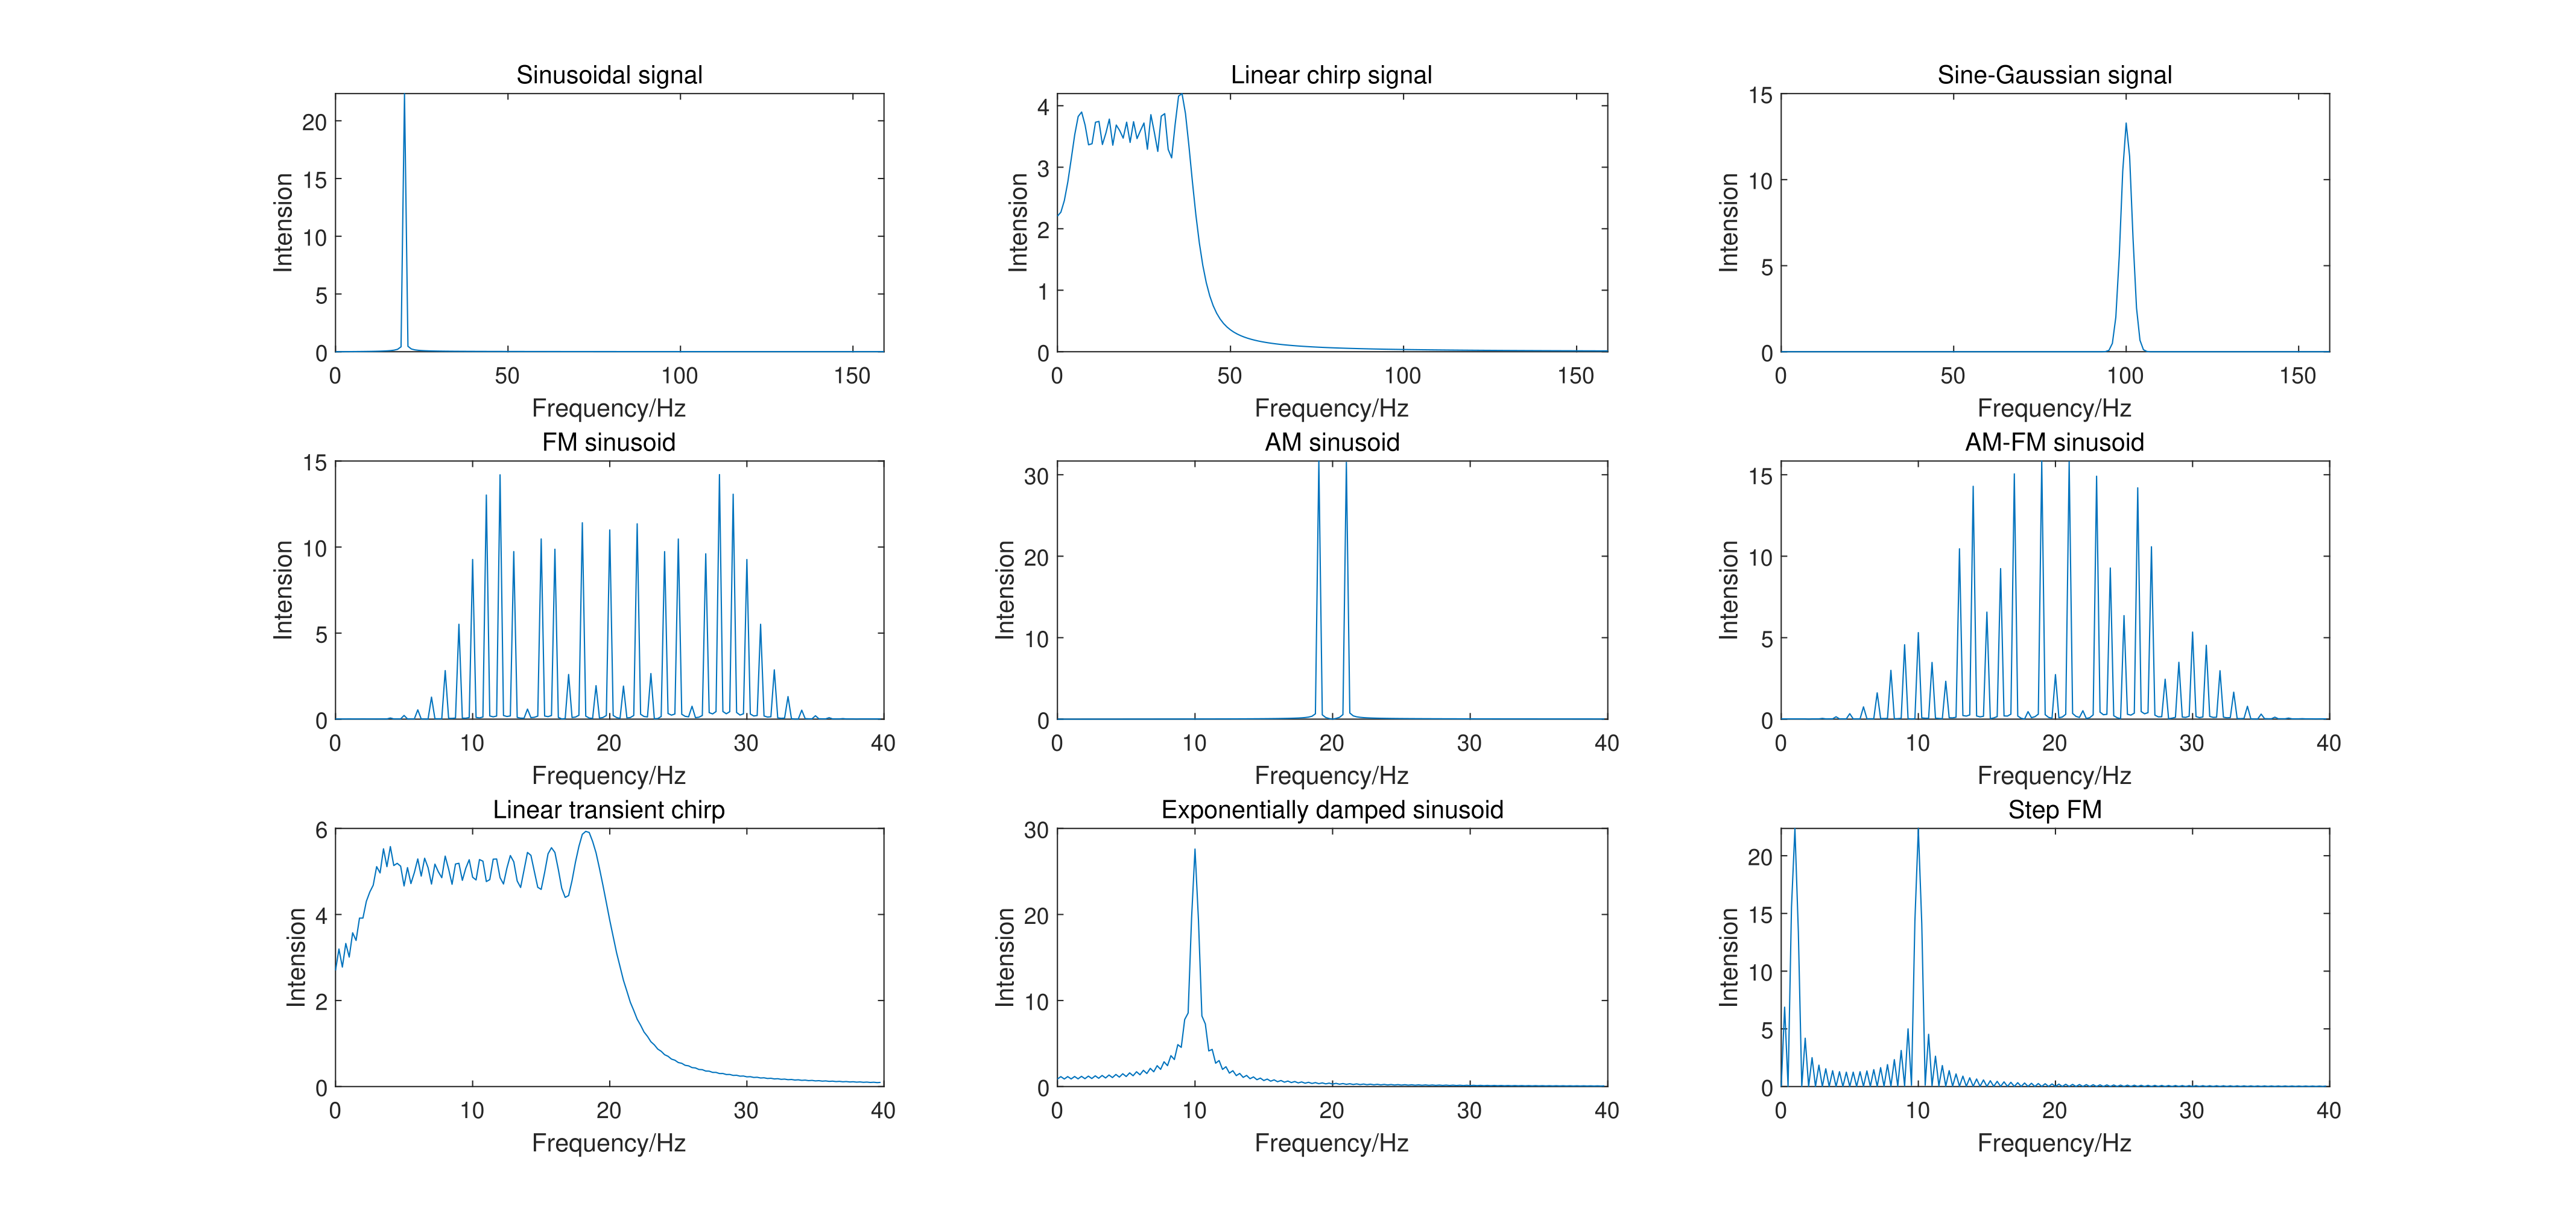 Sinusoidal signal
Intension
20
15
10
5
0
0 50 100 150
Frequency/Hz
Linear chirp signal
Intension
4
3
2
1
0
0 50 100 150
Frequency/Hz
Sine-Gaussian signal
Intension
15
10
5
0
0 50 100 150
Frequency/Hz
FM sinusoid
Intension
15
10
5
0
0 10 20 30 40
Frequency/Hz
AM sinusoid
Intension
30
20
10
0
0 10 20 30 40
Frequency/Hz
AM-FM sinusoid
Intension
15
10
5
0
0 10 20 30 40
Frequency/Hz
Linear transient chirp
Intension
6
4
2
0
0 10 20 30 40
Frequency/Hz
Exponentially damped sinusoid
Intension
30
20
10
0
0 10 20 30 40
Frequency/Hz
Step FM
Intension
20
15
10
5
0
0 10 20 30 40
Frequency/Hz